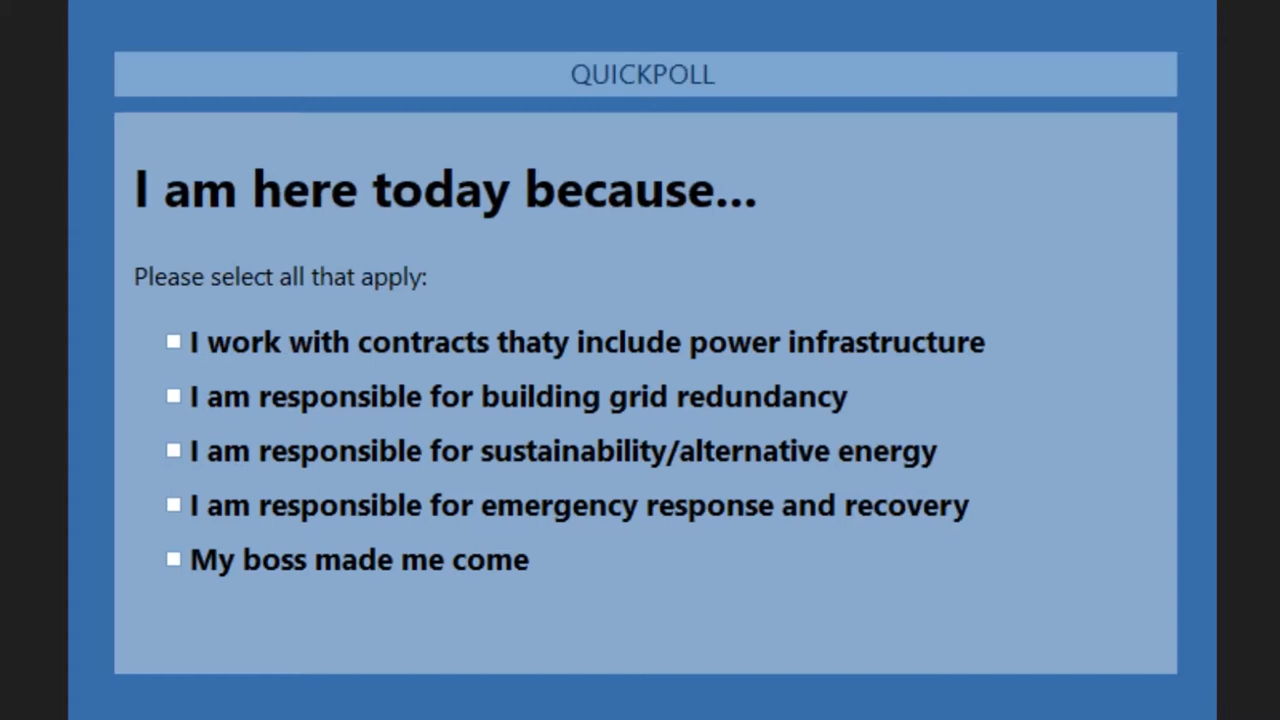 QUICKPOLL
I am here today because...
Please select all that apply:
I work with contracts thaty include power infrastructure
I am responsible for building grid redundancy
I am responsible for sustainability/alternative energy
I am responsible for emergency response and recovery
My boss made me come